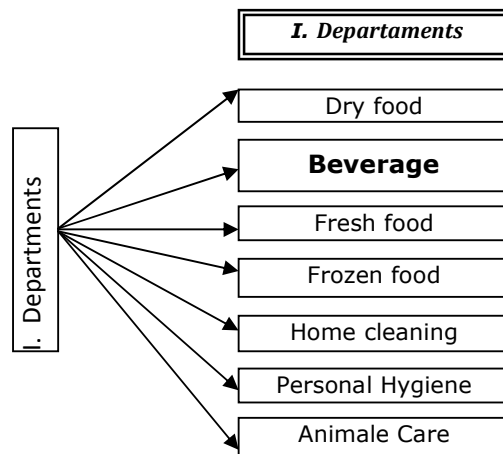 I. Departaments
I. Departments
Dry food
Beverage
Fresh food
Frozen food
Home cleaning
Personal Hygiene
Animale Care